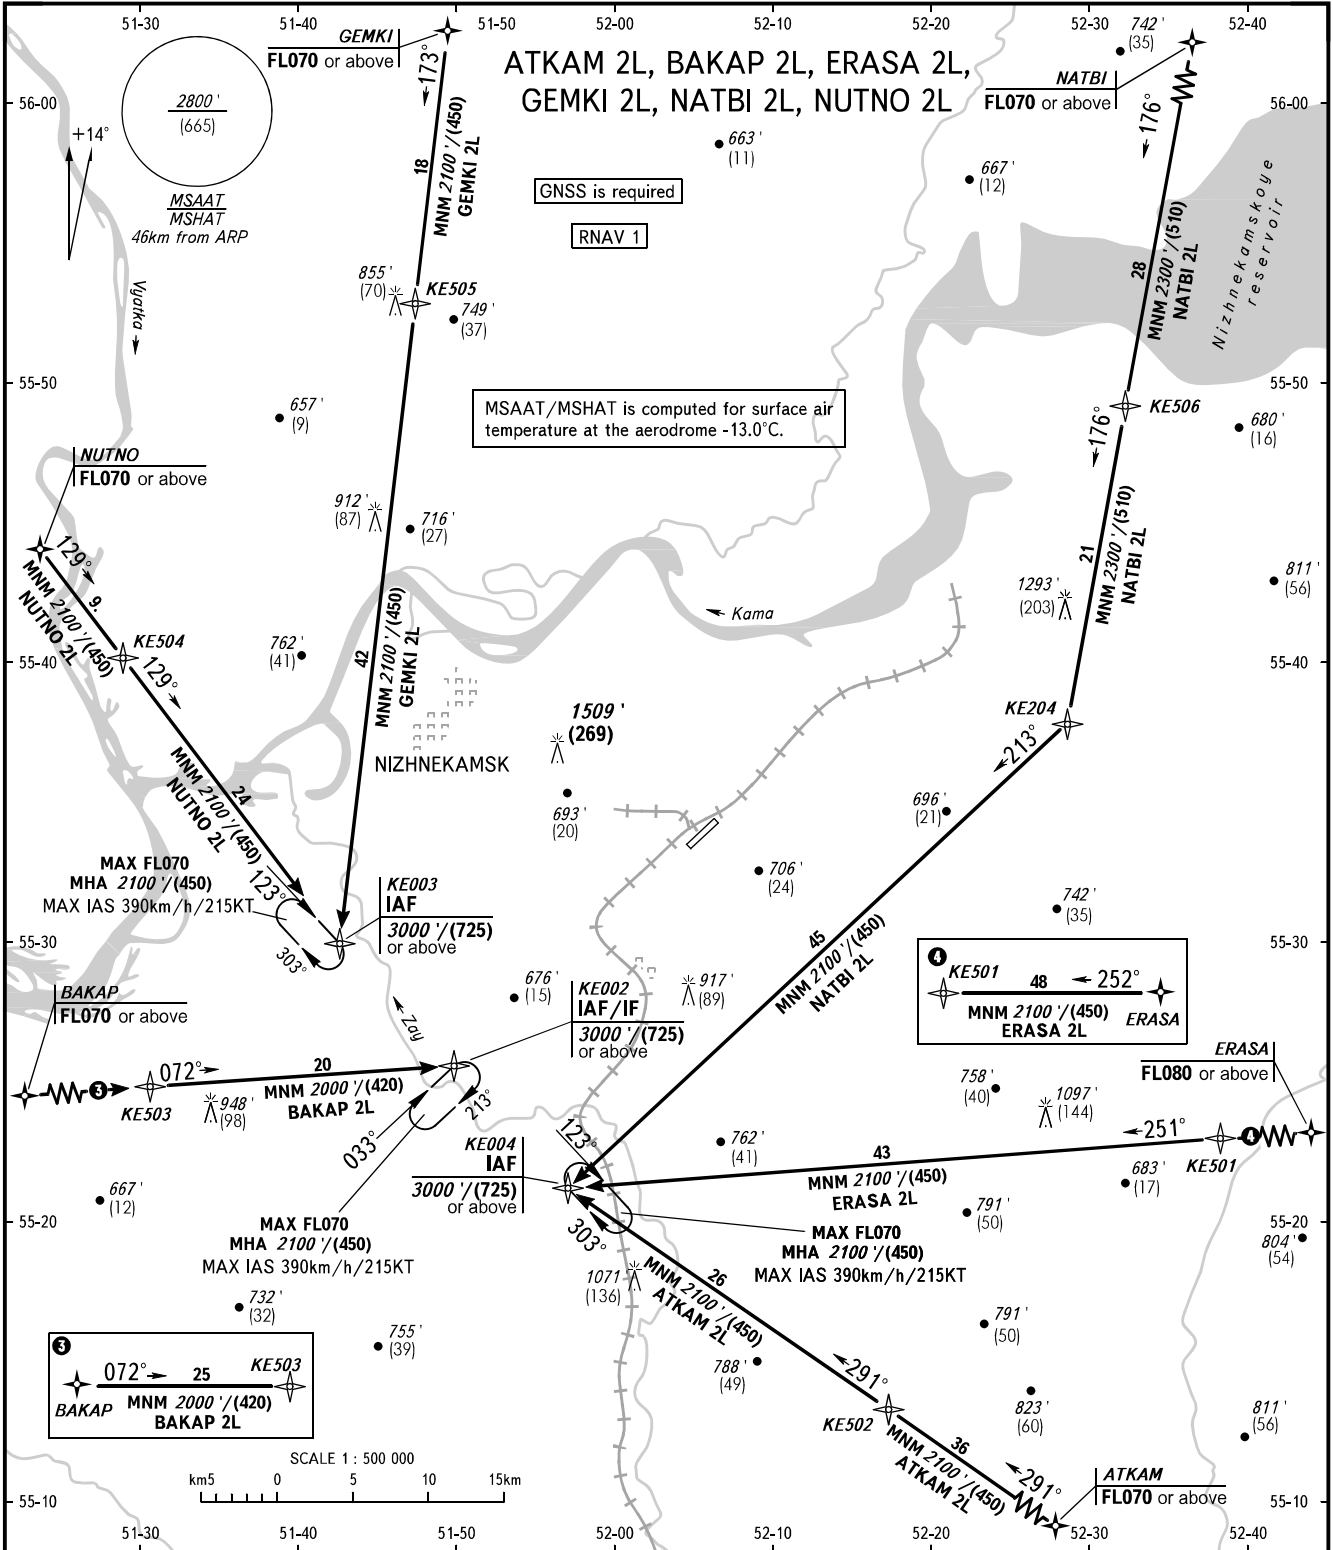 51-30
51-40
51-50
52-00
52-10
52-20
52-30
52-40
GEMKI
FL070 or above
ATKAM 2L, BAKAP 2L, ERASA 2L,
GEMKI 2L, NATBI 2L, NUTNO 2L
742'
(35)
NATBI
FL070 or above
56-00
56-00
2800'
(665)
+14°
MSAAT
MSHAT
46km from ARP
173°
18
MNM 2100'/(450)
GEMKI 2L
663'
(11)
667'
(12)
GNSS is required
RNAV 1
176°
28
MNM 2300'/(510)
NATBI 2L
Nizhnekamskoye
reservoir
Vyatka
855'
(70)
KE505
749'
(37)
55-50
55-50
657'
(9)
MSAAT/MSHAT is computed for surface air
temperature at the aerodrome -13.0°C.
KE506
176°
680'
(16)
NUTNO
FL070 or above
912'
(87)
716'
(27)
21
MNM 2300'/(510)
NATBI 2L
1293'
(203)
811'
(56)
129°
9.
MNM 2100'/(450)
NUTNO 2L
KE504
129°
762'
(41)
42
MNM 2100'/(450)
GEMKI 2L
Kama
55-40
55-40
KE204
213°
1509'
(269)
NIZHNEKAMSK
693'
(20)
696'
(21)
24
MNM 2100'/(450)
NUTNO 2L
706'
(24)
742'
(35)
MAX FL070
MHA 2100'/(450)
MAX IAS 390km/h/215KT
123°
303°
KE003
IAF
3000'/(725)
or above
55-30
55-30
45
MNM 2100'/(450)
NATBI 2L
4
KE501
48
252°
MNM 2100'/(450)
ERASA 2L
ERASA
BAKAP
FL070 or above
676'
(15)
Zay
KE002
IAF/IF
3000'/(725)
or above
917'
(89)
ERASA
FL080 or above
3
KE503
072°
20
MNM 2000'/(420)
BAKAP 2L
948'
(98)
033°
213°
758'
(40)
1097'
(144)
KE004
IAF
3000'/(725)
or above
123°
303°
762'
(41)
43
MNM 2100'/(450)
ERASA 2L
251°
4
KE501
683'
(17)
667'
(12)
55-20
55-20
MAX FL070
MHA 2100'/(450)
MAX IAS 390km/h/215KT
MAX FL070
MHA 2100'/(450)
MAX IAS 390km/h/215KT
791'
(50)
804'
(54)
1071'
(136)
26
MNM 2100'/(450)
ATKAM 2L
732'
(32)
755'
(39)
791'
(50)
788'
(49)
291°
823'
(60)
811'
(56)
3
072°
25
KE503
BAKAP
MNM 2000'/(420)
BAKAP 2L
KE502
36
MNM 2100'/(450)
ATKAM 2L
291°
ATKAM
FL070 or above
SCALE 1 : 500 000
km5
0
5
10
15km
55-10
55-10
51-30
51-40
51-50
52-00
52-10
52-20
52-30
52-40